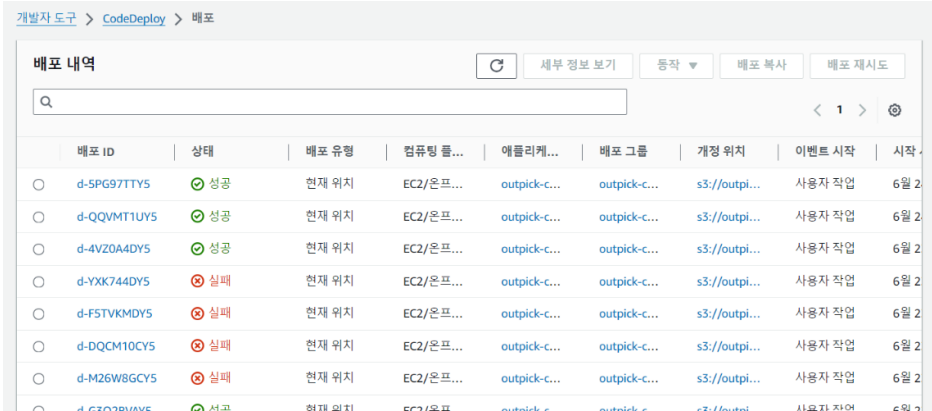 개발자 도구 > CodeDeploy > 배포
배포 내역
세부 정보 보기 동작 ▼ 배포 복사 배포 재시도
< 1 >
배포 ID 상태 배포 유형 컴퓨팅 플... 애플리케... 배포 그룹 개정 위치 이벤트 시작 시작
d-5PG97TTY5 성공 현재 위치 EC2/온프... outpick-c... outpick-c... s3://outpi... 사용자 작업 6월 2
d-QQVMT1UY5 성공 현재 위치 EC2/온프... outpick-c... outpick-c... s3://outpi... 사용자 작업 6월 2
d-4VZ0A4DY5 성공 현재 위치 EC2/온프... outpick-c... outpick-c... s3://outpi... 사용자 작업 6월 2
d-YXK744DY5 실패 현재 위치 EC2/온프... outpick-c... outpick-c... s3://outpi... 사용자 작업 6월 2
d-F5TVKMDY5 실패 현재 위치 EC2/온프... outpick-c... outpick-c... s3://outpi... 사용자 작업 6월 2
d-DQCM10CY5 실패 현재 위치 EC2/온프... outpick-c... outpick-c... s3://outpi... 사용자 작업 6월 2
d-M26W8GCY5 실패 현재 위치 EC2/온프... outpick-c... outpick-c... s3://outpi... 사용자 작업 6월 2
성공 현재 위치 EC2/온프... outpick-c... outpick-c... s3://outpi... 사용자 작업 6월 2